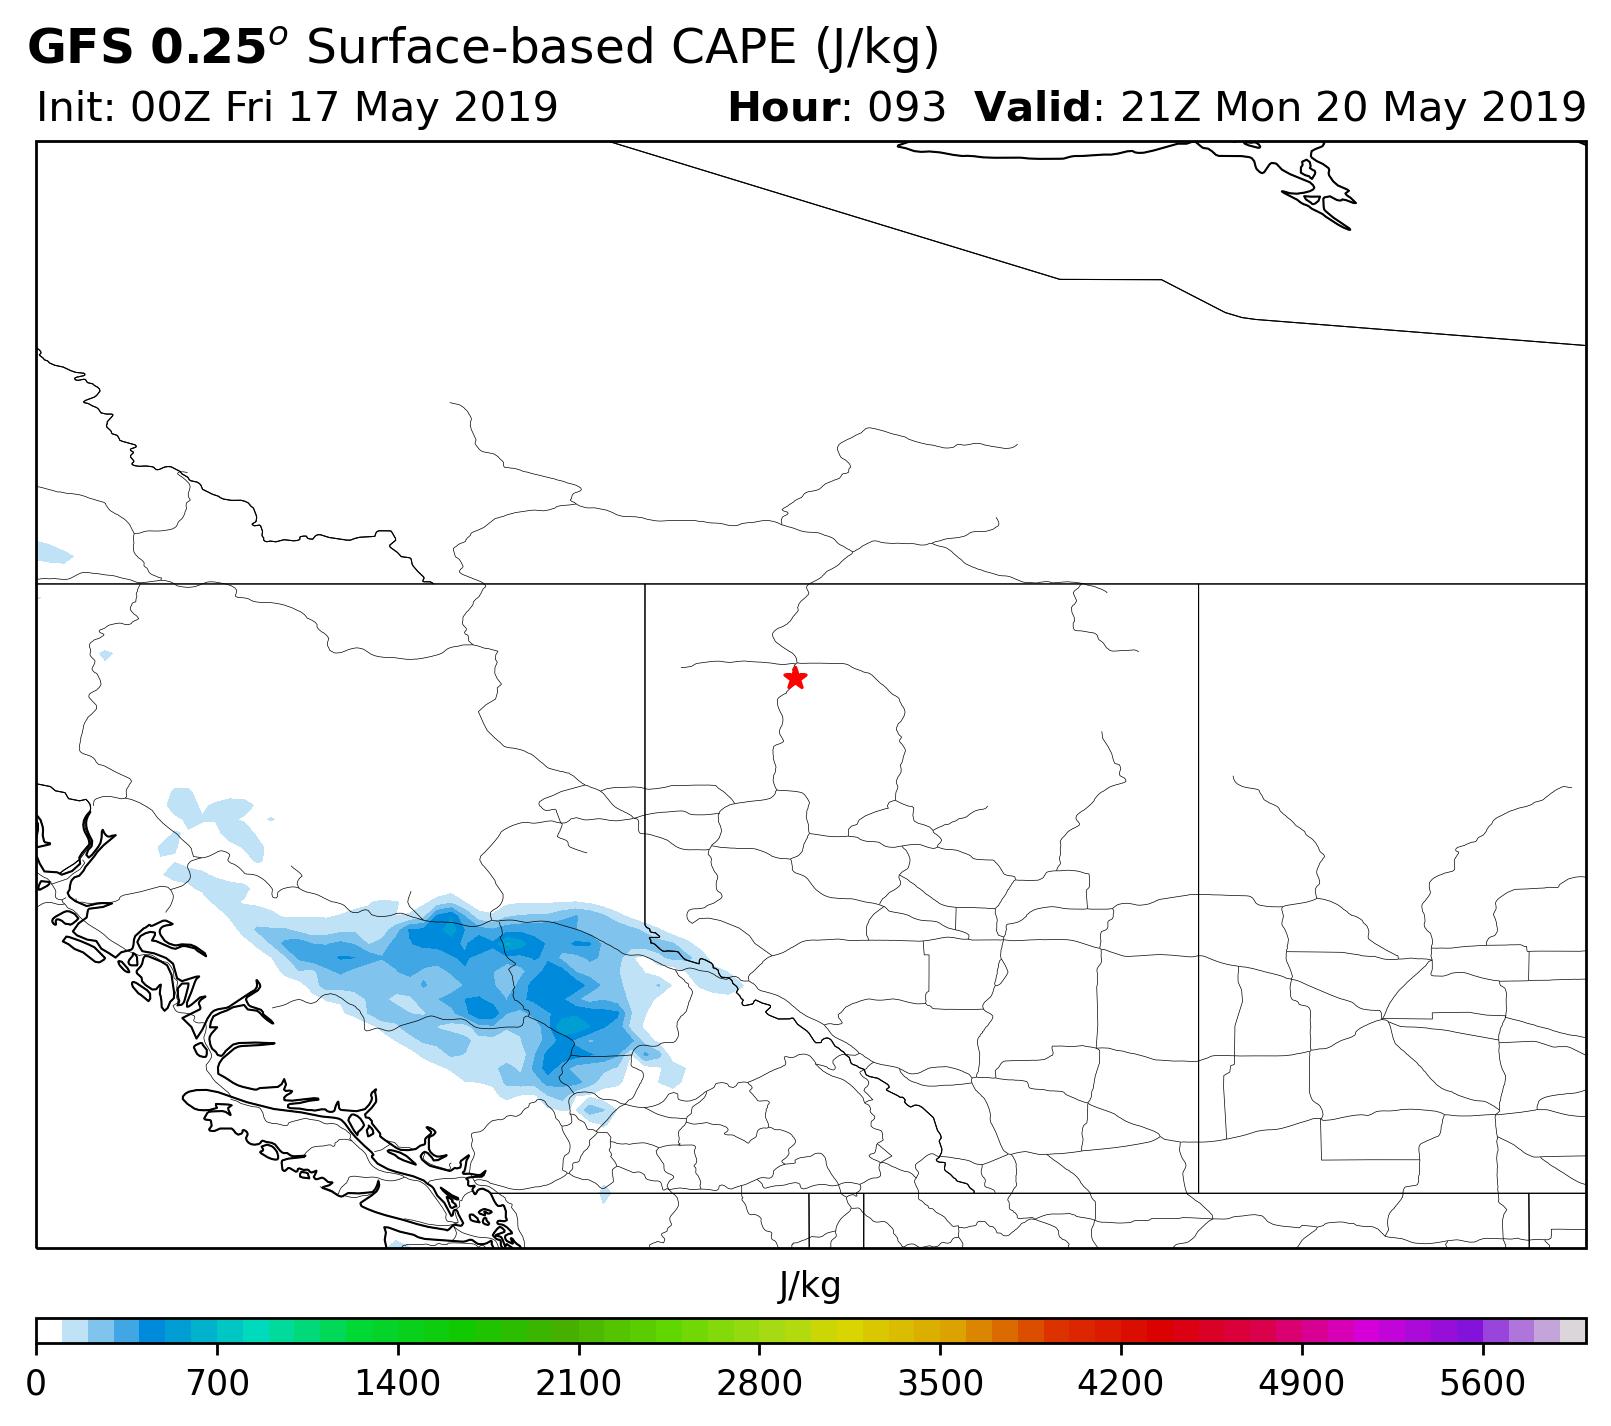 GFS 0.25° Surface-based CAPE (J/kg)
Init: 00Z Fri 17 May 2019 Hour: 093 Valid: 21Z Mon 20 May 2019
J/kg
0 700 1400 2100 2800 3500 4200 4900 5600